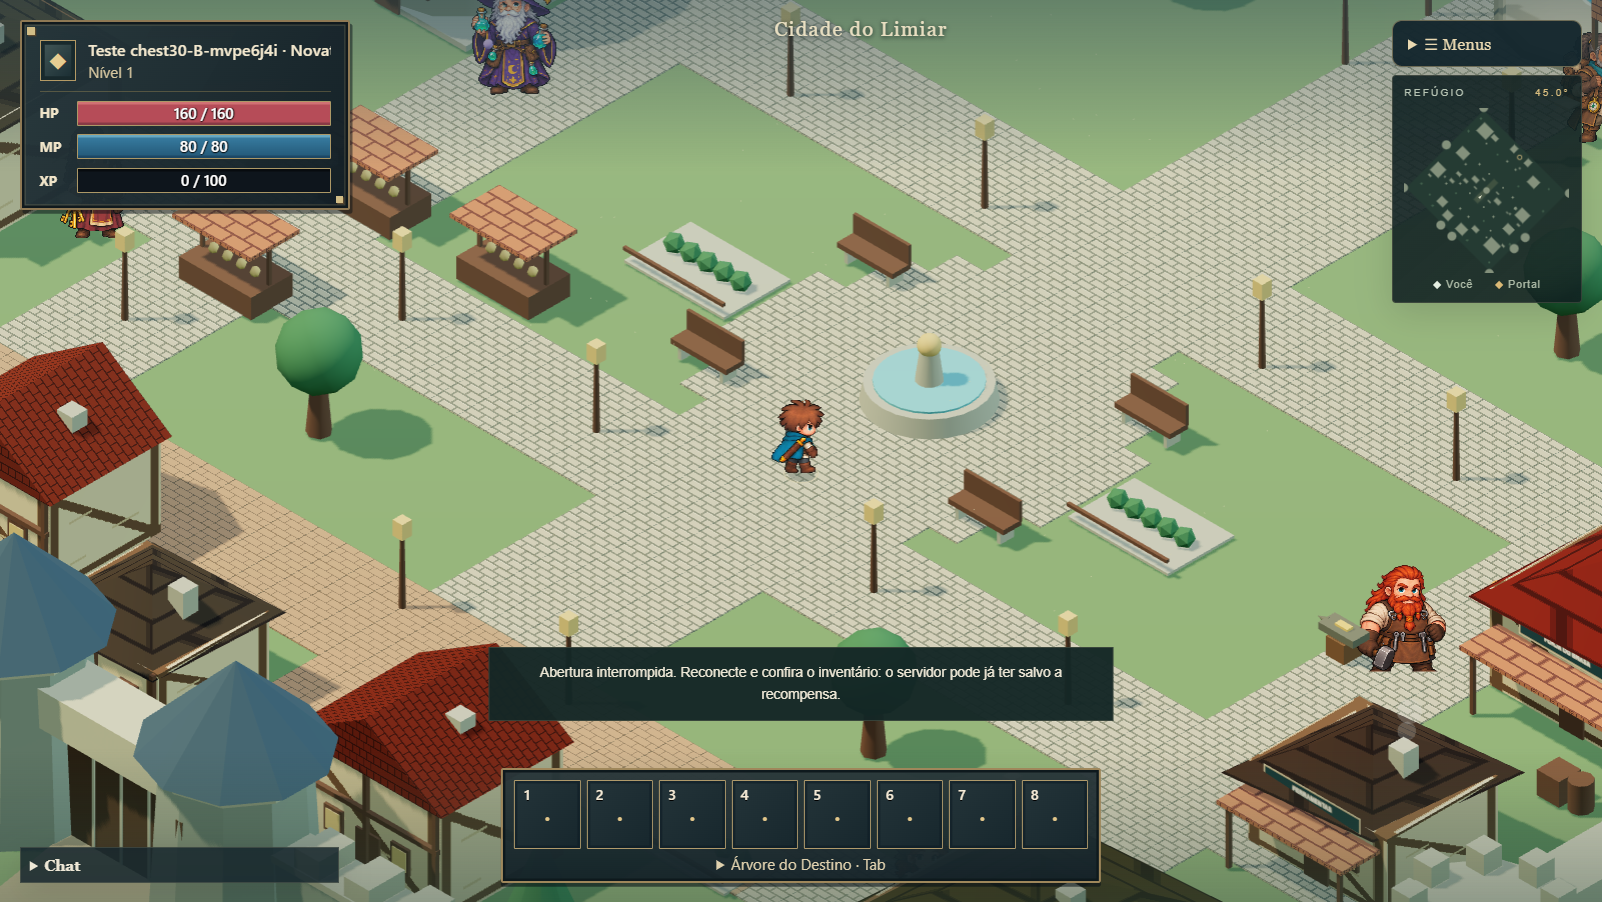 Cidade do Limiar
Teste chest30-B-mvpe6j4i · Nova
Nível 1
HP 160 / 160
MP 80 / 80
XP 0 / 100
▶ ☰ Menus
REFÚGIO 45.0°
◆ Você ◆ Portal
Abertura interrompida. Reconecte e confira o inventário: o servidor pode já ter salvo a
recompensa.
1 2 3 4 5 6 7 8
▶ Árvore do Destino · Tab
▶ Chat